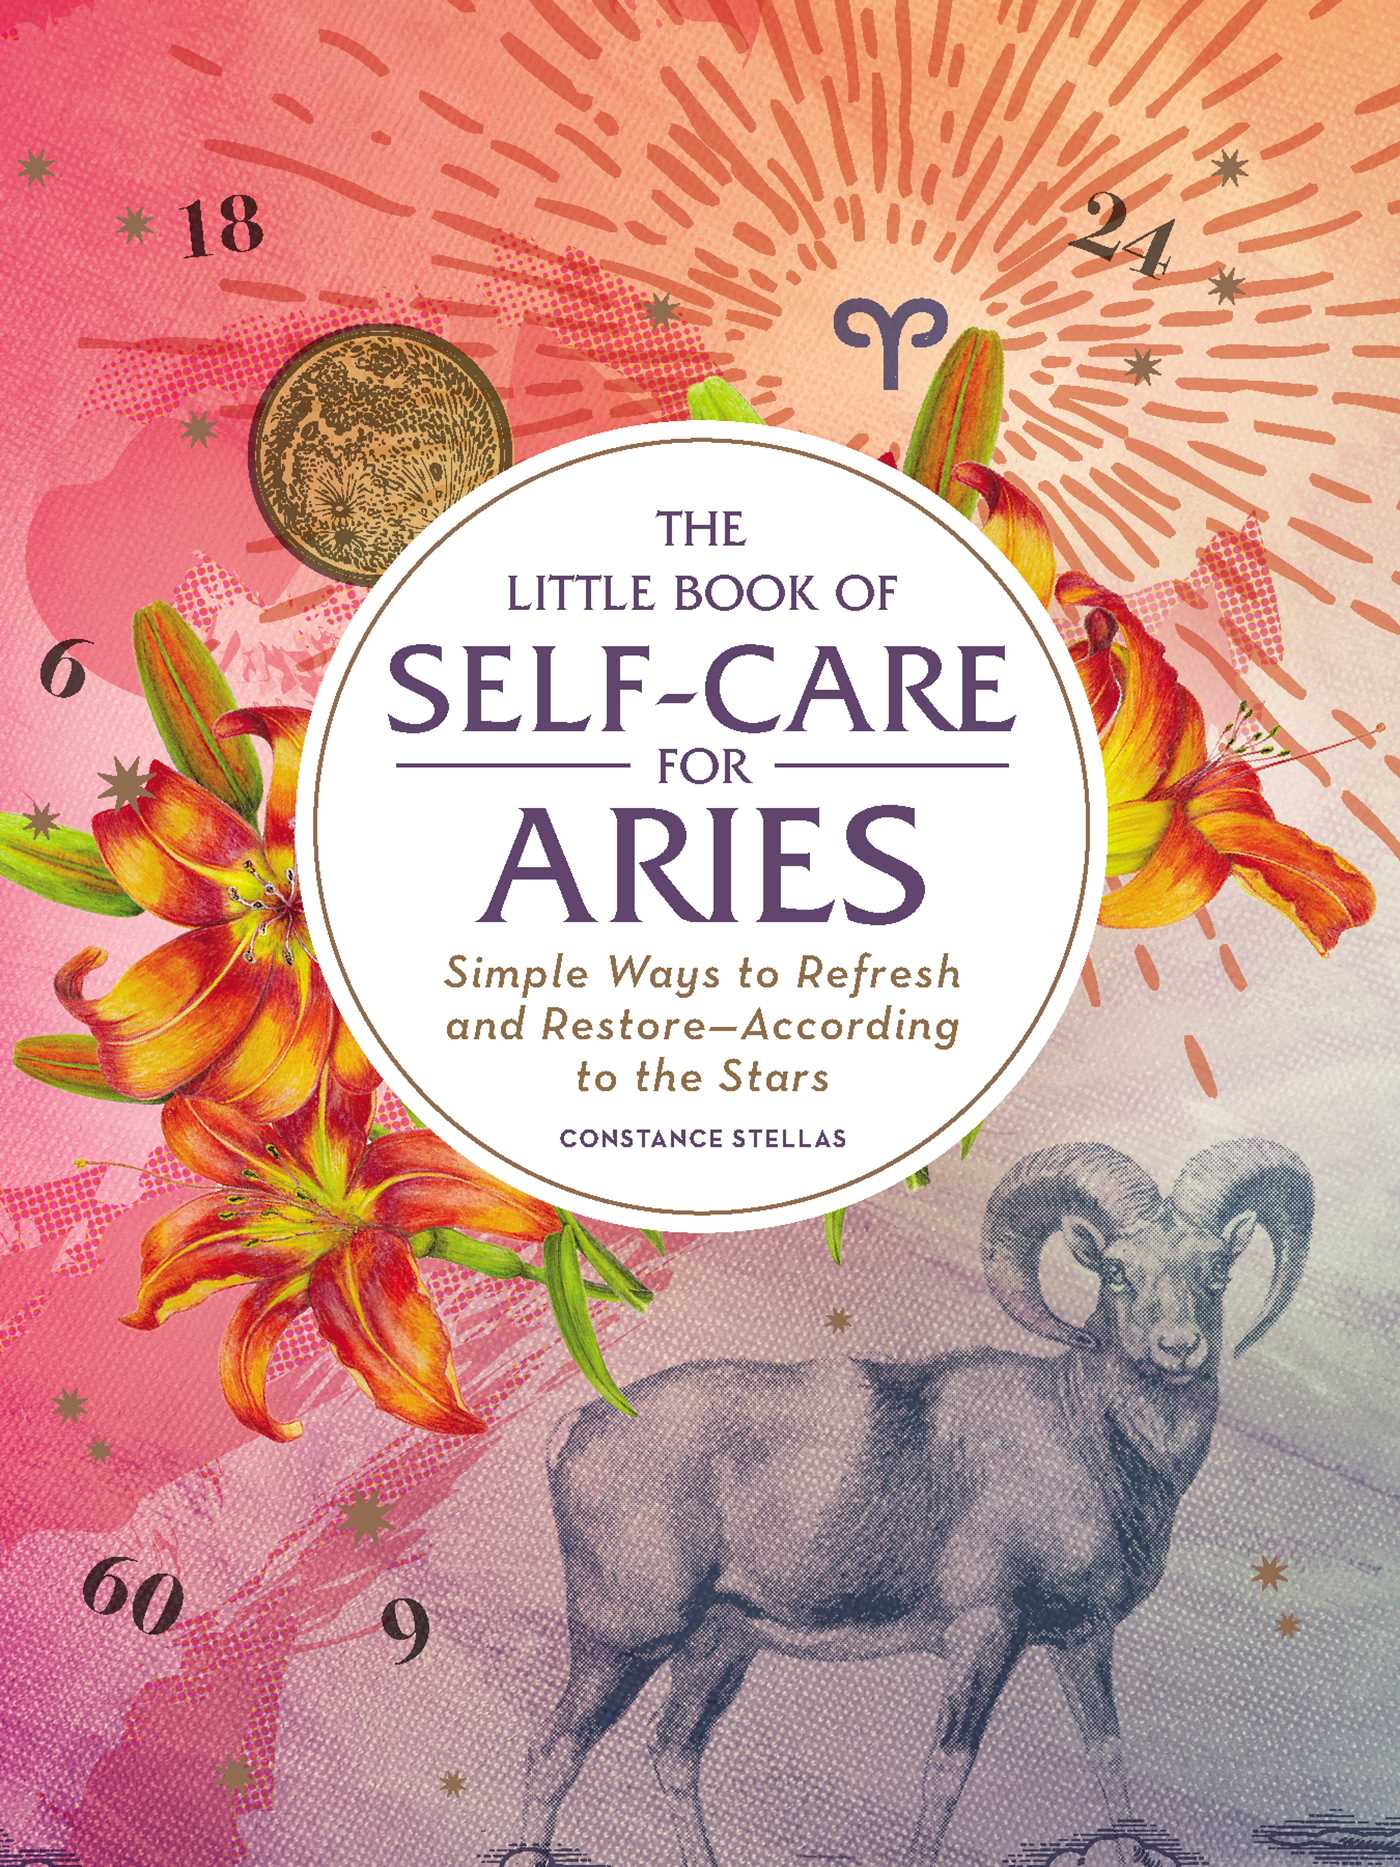 18
24
THE
LITTLE BOOK OF
SELF-CARE
6
FOR
ARIES
Simple Ways to Refresh
and Restore—According
to the Stars
CONSTANCE STELLAS
60
9